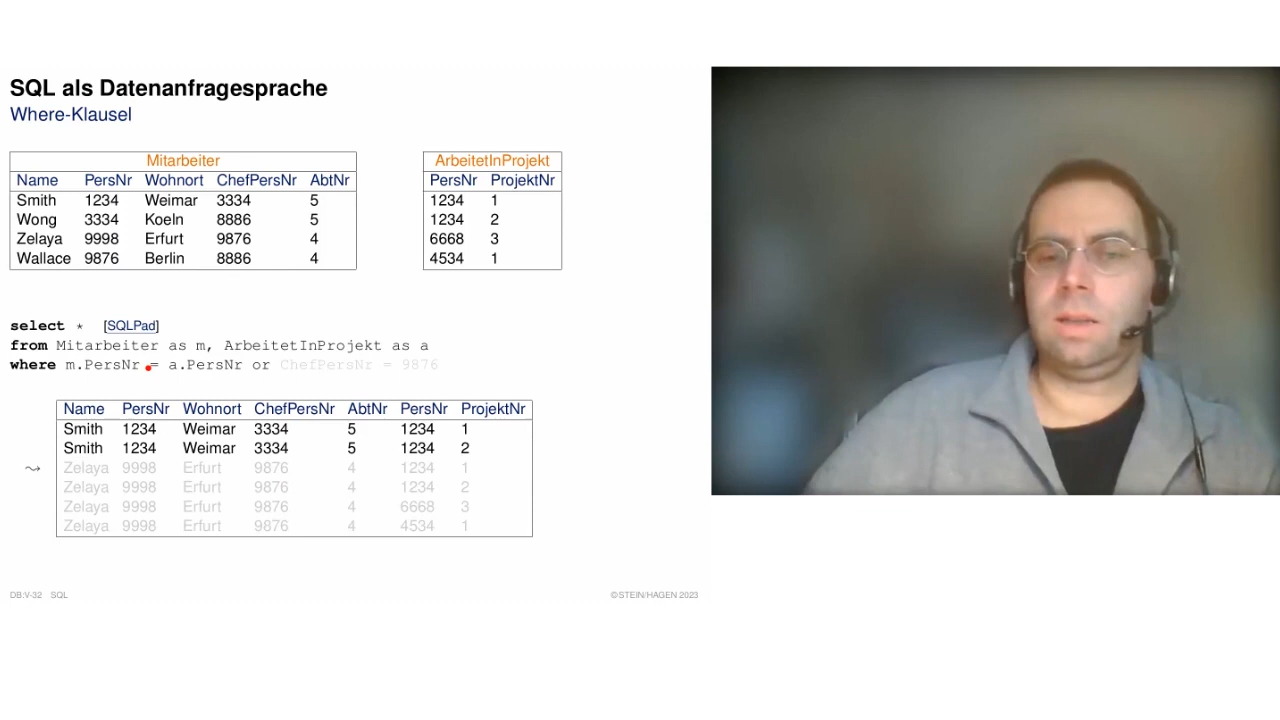 SQL als Datenanfragesprache
Where-Klausel
Mitarbeiter
Name PersNr Wohnort ChefPersNr AbtNr
Smith 1234 Weimar 3334 5
Wong 3334 Koeln 8886 5
Zelaya 9998 Erfurt 9876 4
Wallace 9876 Berlin 8886 4
ArbeitetInProjekt
PersNr ProjektNr
1234 1
1234 2
6668 3
4534 1
select * [SQLPad]
from Mitarbeiter as m, ArbeitetInProjekt as a
where m.PersNr = a.PersNr or ChefPersNr = 9876
Name PersNr Wohnort ChefPersNr AbtNr PersNr ProjektNr
Smith 1234 Weimar 3334 5 1234 1
Smith 1234 Weimar 3334 5 1234 2
Zelaya 9998 Erfurt 9876 4 1234 1
Zelaya 9998 Erfurt 9876 4 1234 2
Zelaya 9998 Erfurt 9876 4 6668 3
Zelaya 9998 Erfurt 9876 4 4534 1
DB:V-32 SQL
©STEIN/HAGEN 2023